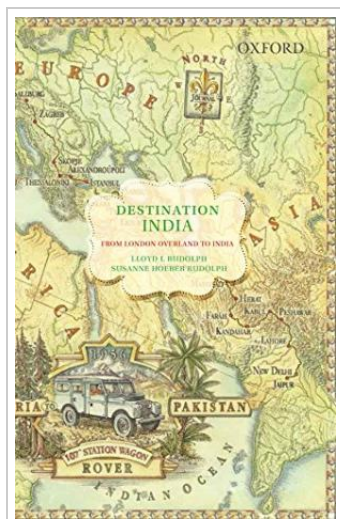 OXFORD
NORTH
W
JOURNAL
EUROPE
ZAGREB
SKOPJE
ALEXANDROUPOLI
THESSALONIKI
ISTANBUL
DESTINATION
INDIA
FROM LONDON OVERLAND TO INDIA
LLOYD I. RUDOLPH
SUSANNE HOEBER RUDOLPH
ASIA
HERAT
KABUL
PESHAWAR
FARAH
KANDAHAR
LAHORE
NEW DELHI
JAIPUR
AFRICA
1956
PAKISTAN
107" STATION WAGON
ROVER
INDIAN OCEAN